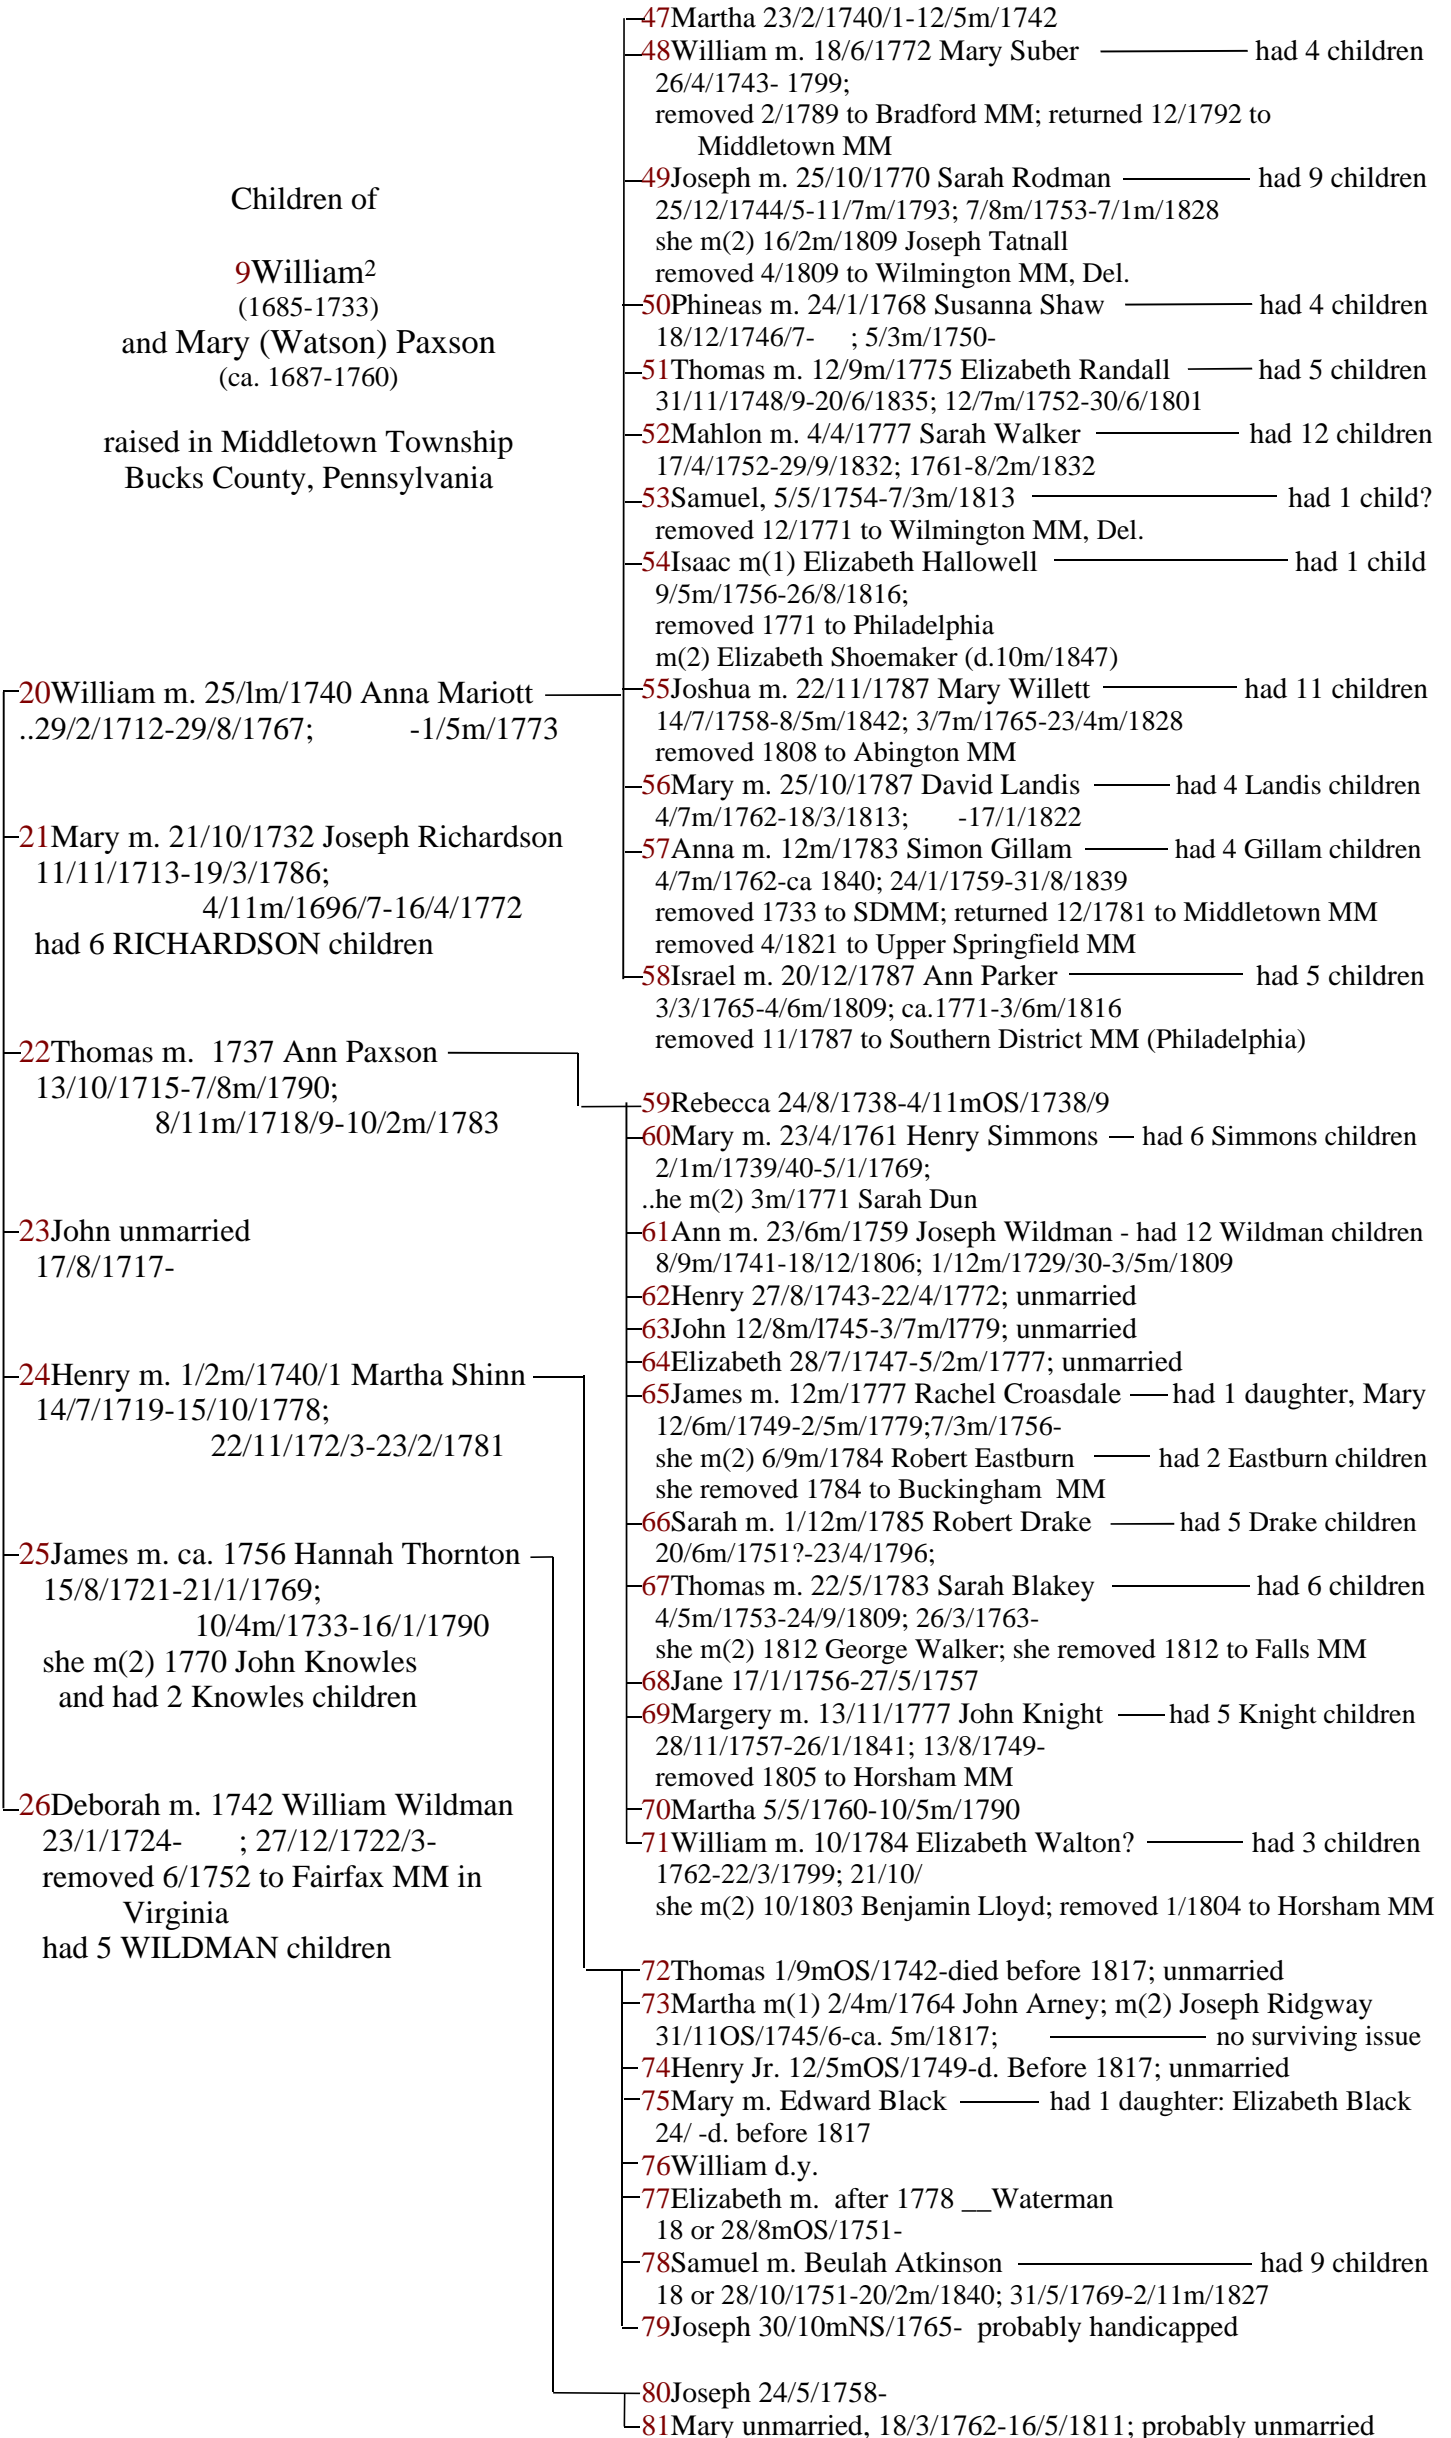 Children of
9William2
(1685-1733)
and Mary (Watson) Paxson
(ca. 1687-1760)
raised in Middletown Township
Bucks County, Pennsylvania
20William m. 25/lm/1740 Anna Mariott
..29/2/1712-29/8/1767; -1/5m/1773
21Mary m. 21/10/1732 Joseph Richardson
11/11/1713-19/3/1786;
4/11m/1696/7-16/4/1772
had 6 RICHARDSON children
22Thomas m. 1737 Ann Paxson
13/10/1715-7/8m/1790;
8/11m/1718/9-10/2m/1783
23John unmarried
17/8/1717-
24Henry m. 1/2m/1740/1 Martha Shinn
14/7/1719-15/10/1778;
22/11/172/3-23/2/1781
25James m. ca. 1756 Hannah Thornton
15/8/1721-21/1/1769;
10/4m/1733-16/1/1790
she m(2) 1770 John Knowles
and had 2 Knowles children
26Deborah m. 1742 William Wildman
23/1/1724- ; 27/12/1722/3-
removed 6/1752 to Fairfax MM in
Virginia
had 5 WILDMAN children
47Martha 23/2/1740/1-12/5m/1742
48William m. 18/6/1772 Mary Suber had 4 children
26/4/1743- 1799;
removed 2/1789 to Bradford MM; returned 12/1792 to
Middletown MM
49Joseph m. 25/10/1770 Sarah Rodman had 9 children
25/12/1744/5-11/7m/1793; 7/8m/1753-7/1m/1828
she m(2) 16/2m/1809 Joseph Tatnall
removed 4/1809 to Wilmington MM, Del.
50Phineas m. 24/1/1768 Susanna Shaw had 4 children
18/12/1746/7- ; 5/3m/1750-
51Thomas m. 12/9m/1775 Elizabeth Randall had 5 children
31/11/1748/9-20/6/1835; 12/7m/1752-30/6/1801
52Mahlon m. 4/4/1777 Sarah Walker had 12 children
17/4/1752-29/9/1832; 1761-8/2m/1832
53Samuel, 5/5/1754-7/3m/1813 had 1 child?
removed 12/1771 to Wilmington MM, Del.
54Isaac m(1) Elizabeth Hallowell had 1 child
9/5m/1756-26/8/1816;
removed 1771 to Philadelphia
m(2) Elizabeth Shoemaker (d.10m/1847)
55Joshua m. 22/11/1787 Mary Willett had 11 children
14/7/1758-8/5m/1842; 3/7m/1765-23/4m/1828
removed 1808 to Abington MM
56Mary m. 25/10/1787 David Landis had 4 Landis children
4/7m/1762-18/3/1813; -17/1/1822
57Anna m. 12m/1783 Simon Gillam had 4 Gillam children
4/7m/1762-ca 1840; 24/1/1759-31/8/1839
removed 1733 to SDMM; returned 12/1781 to Middletown MM
removed 4/1821 to Upper Springfield MM
58Israel m. 20/12/1787 Ann Parker had 5 children
3/3/1765-4/6m/1809; ca.1771-3/6m/1816
removed 11/1787 to Southern District MM (Philadelphia)
59Rebecca 24/8/1738-4/11mOS/1738/9
60Mary m. 23/4/1761 Henry Simmons had 6 Simmons children
2/1m/1739/40-5/1/1769;
..he m(2) 3m/1771 Sarah Dun
61Ann m. 23/6m/1759 Joseph Wildman - had 12 Wildman children
8/9m/1741-18/12/1806; 1/12m/1729/30-3/5m/1809
62Henry 27/8/1743-22/4/1772; unmarried
63John 12/8m/l745-3/7m/l779; unmarried
64Elizabeth 28/7/1747-5/2m/1777; unmarried
65James m. 12m/1777 Rachel Croasdale had 1 daughter, Mary
12/6m/1749-2/5m/1779;7/3m/1756-
she m(2) 6/9m/1784 Robert Eastburn had 2 Eastburn children
she removed 1784 to Buckingham MM
66Sarah m. 1/12m/1785 Robert Drake had 5 Drake children
20/6m/1751?-23/4/1796;
67Thomas m. 22/5/1783 Sarah Blakey had 6 children
4/5m/1753-24/9/1809; 26/3/1763-
she m(2) 1812 George Walker; she removed 1812 to Falls MM
68Jane 17/1/1756-27/5/1757
69Margery m. 13/11/1777 John Knight had 5 Knight children
28/11/1757-26/1/1841; 13/8/1749-
removed 1805 to Horsham MM
70Martha 5/5/1760-10/5m/1790
71William m. 10/1784 Elizabeth Walton? had 3 children
1762-22/3/1799; 21/10/
she m(2) 10/1803 Benjamin Lloyd; removed 1/1804 to Horsham MM
72Thomas 1/9mOS/1742-died before 1817; unmarried
73Martha m(1) 2/4m/1764 John Arney; m(2) Joseph Ridgway
31/11OS/1745/6-ca. 5m/1817; no surviving issue
74Henry Jr. 12/5mOS/1749-d. Before 1817; unmarried
75Mary m. Edward Black had 1 daughter: Elizabeth Black
24/ -d. before 1817
76William d.y.
77Elizabeth m. after 1778 __Waterman
18 or 28/8mOS/1751-
78Samuel m. Beulah Atkinson had 9 children
18 or 28/10/1751-20/2m/1840; 31/5/1769-2/11m/1827
79Joseph 30/10mNS/1765- probably handicapped
80Joseph 24/5/1758-
81Mary unmarried, 18/3/1762-16/5/1811; probably unmarried